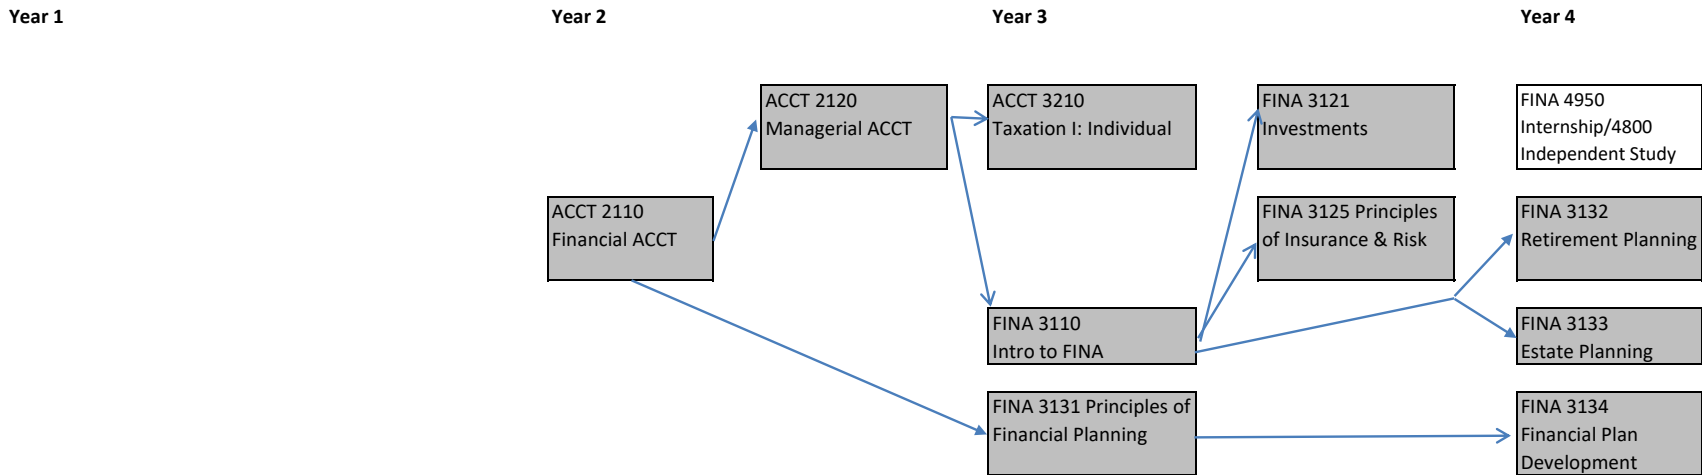 Year 1
Year 2
Year 3
Year 4
ACCT 2120
Managerial ACCT
ACCT 3210
Taxation I: Individual
FINA 3121
Investments
FINA 4950
Internship/4800
Independent Study
ACCT 2110
Financial ACCT
FINA 3125 Principles
of Insurance & Risk
FINA 3132
Retirement Planning
FINA 3110
Intro to FINA
FINA 3133
Estate Planning
FINA 3131 Principles of
Financial Planning
FINA 3134
Financial Plan
Development